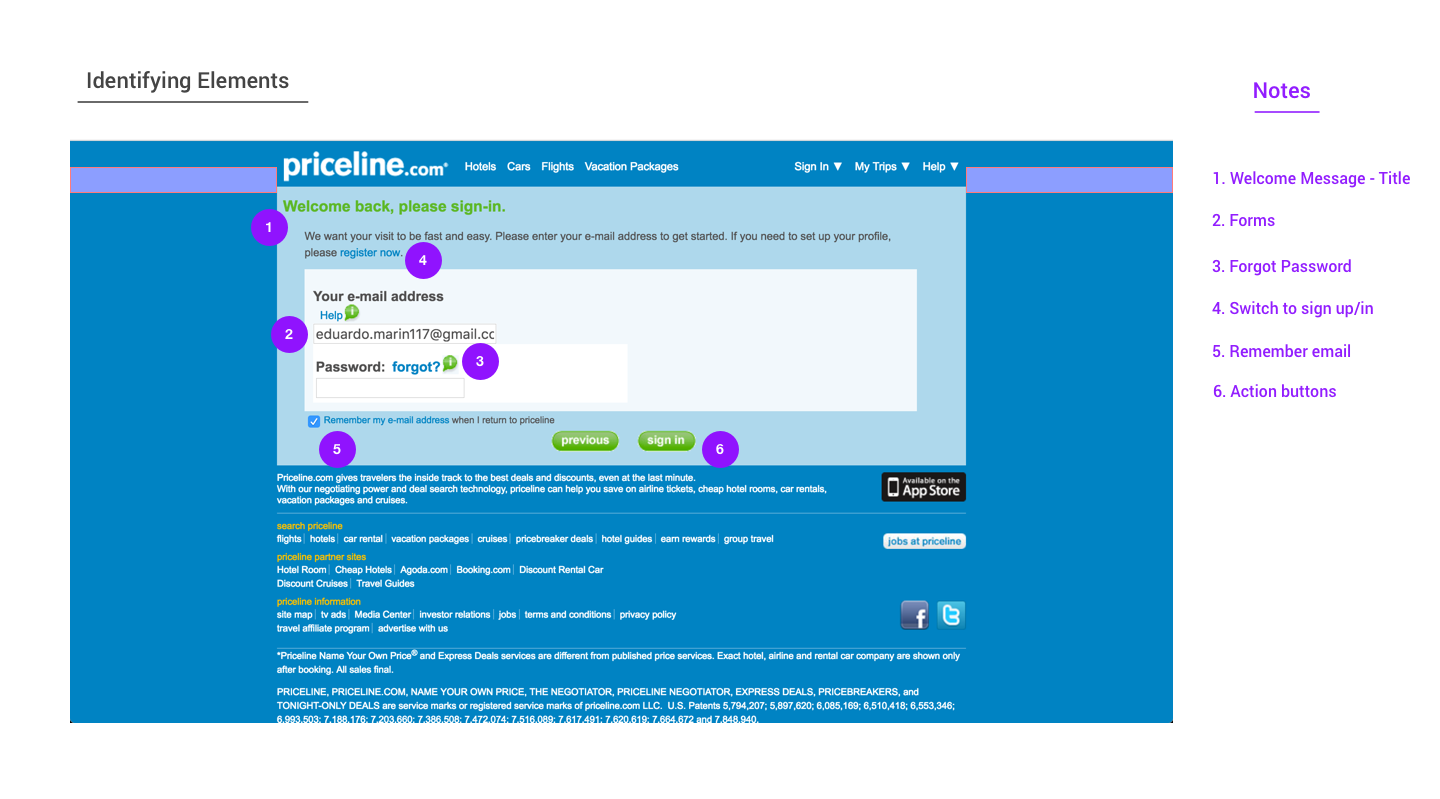 Identifying Elements
Notes
priceline.com
Hotels Cars Flights Vacation Packages
Sign In ▼ My Trips ▼ Help ▼
Welcome back, please sign-in.
1
We want your visit to be fast and easy. Please enter your e-mail address to get started. If you need to set up your profile,
please register now.
4
Your e-mail address
Help
2
eduardo.marin117@gmail.cc
Password: forgot?
3
Remember my e-mail address when I return to priceline
5
previous
sign in
6
Priceline.com gives travelers the inside track to the best deals and discounts, even at the last minute.
With our negotiating power and deal search technology, priceline can help you save on airline tickets, cheap hotel rooms, car rentals,
vacation packages and cruises.
Available on the
App Store
search priceline
flights | hotels | car rental | vacation packages | cruises | pricebreaker deals | hotel guides | earn rewards | group travel
jobs at priceline
priceline partner sites
Hotel Room | Cheap Hotels | Agoda.com | Booking.com | Discount Rental Car
Discount Cruises | Travel Guides
priceline information
site map | tv ads | Media Center | investor relations | jobs | terms and conditions | privacy policy
travel affiliate program | advertise with us
*Priceline Name Your Own Price® and Express Deals services are different from published price services. Exact hotel, airline and rental car company are shown only
after booking. All sales final.
PRICELINE, PRICELINE.COM, NAME YOUR OWN PRICE, THE NEGOTIATOR, PRICELINE NEGOTIATOR, EXPRESS DEALS, PRICEBREAKERS, and
TONIGHT-ONLY DEALS are service marks or registered service marks of priceline.com LLC. U.S. Patents 5,794,207; 5,897,620; 6,085,169; 6,510,418; 6,553,346;
6,993,503; 7,188,176; 7,203,660; 7,386,508; 7,472,074; 7,516,089; 7,617,491; 7,620,619; 7,664,672 and 7,848,940.
1. Welcome Message - Title
2. Forms
3. Forgot Password
4. Switch to sign up/in
5. Remember email
6. Action buttons